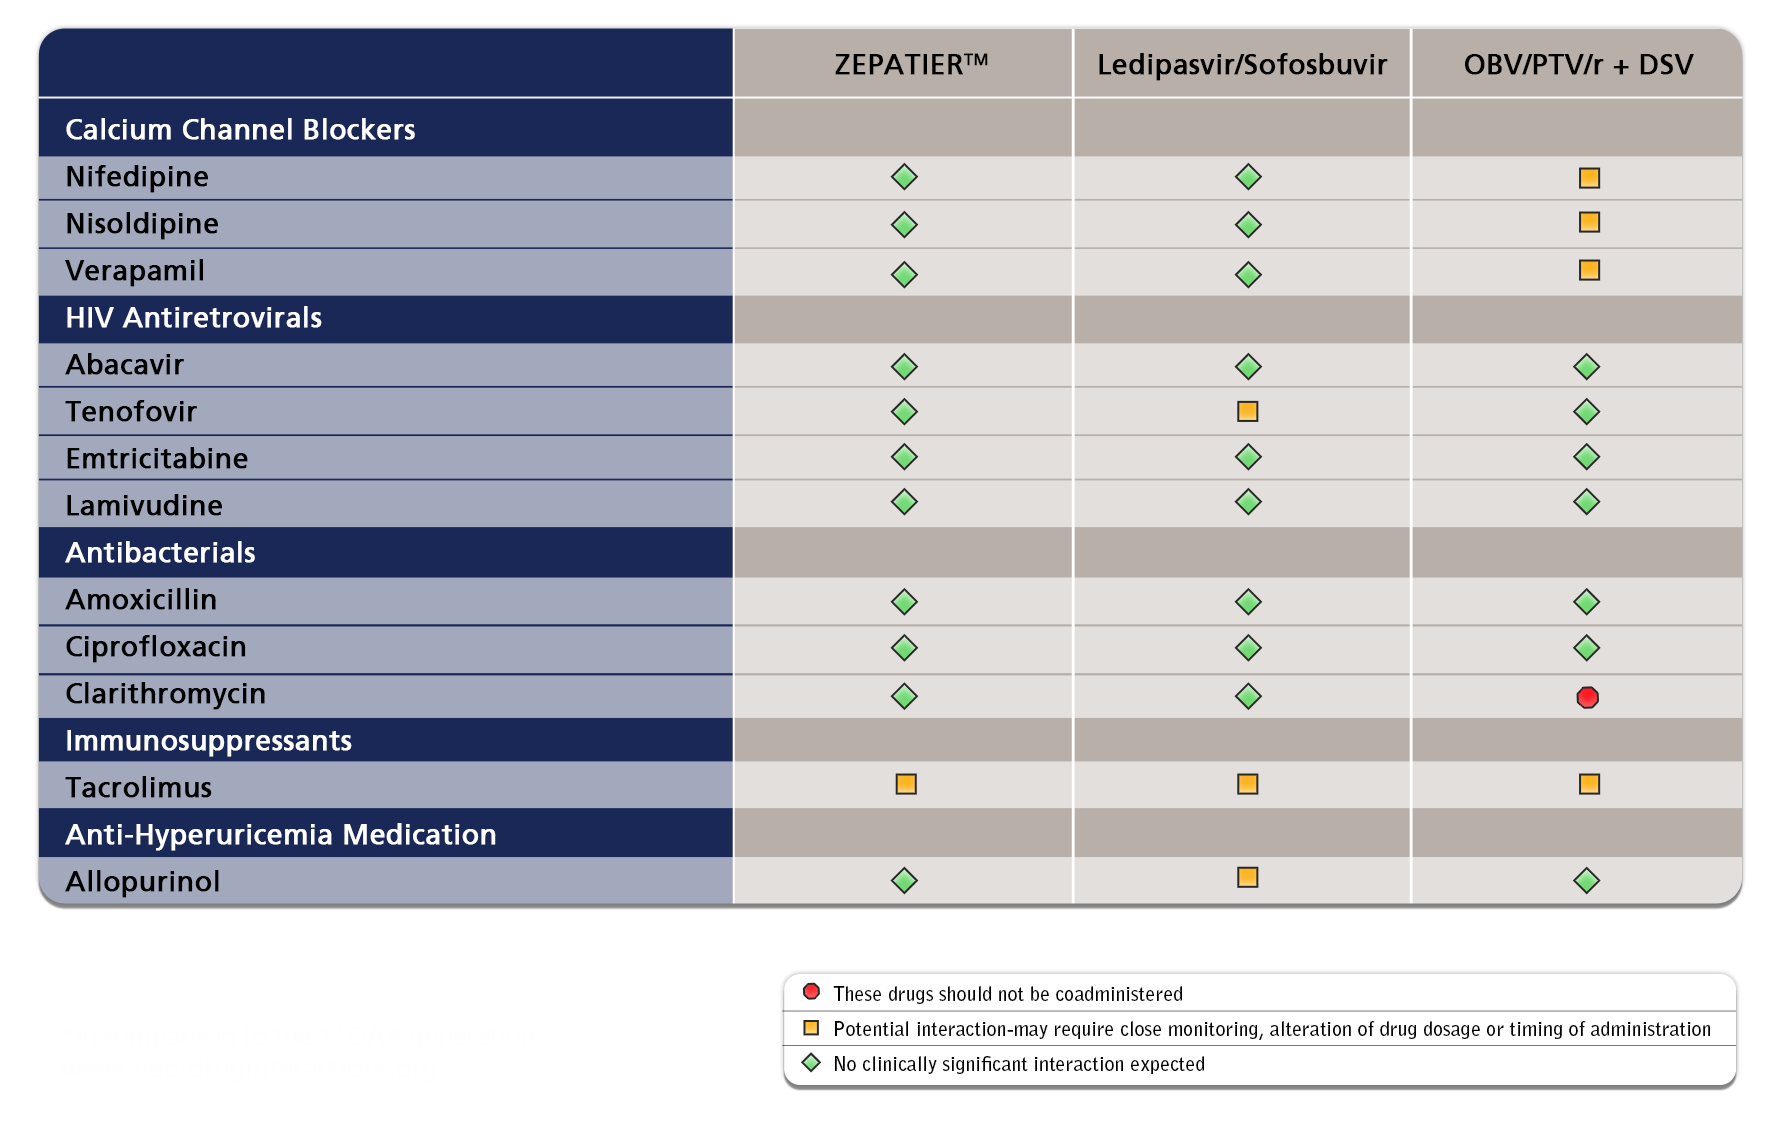 ZEPATIER™ Ledipasvir/Sofosbuvir OBV/PTV/r + DSV
Calcium Channel Blockers
Nifedipine
Nisoldipine
Verapamil
HIV Antiretrovirals
Abacavir
Tenofovir
Emtricitabine
Lamivudine
Antibacterials
Amoxicillin
Ciprofloxacin
Clarithromycin
Immunosuppressants
Tacrolimus
Anti-Hyperuricemia Medication
Allopurinol
These drugs should not be coadministered
Potential interaction-may require close monitoring, alteration of drug dosage or timing of administration
No clinically significant interaction expected